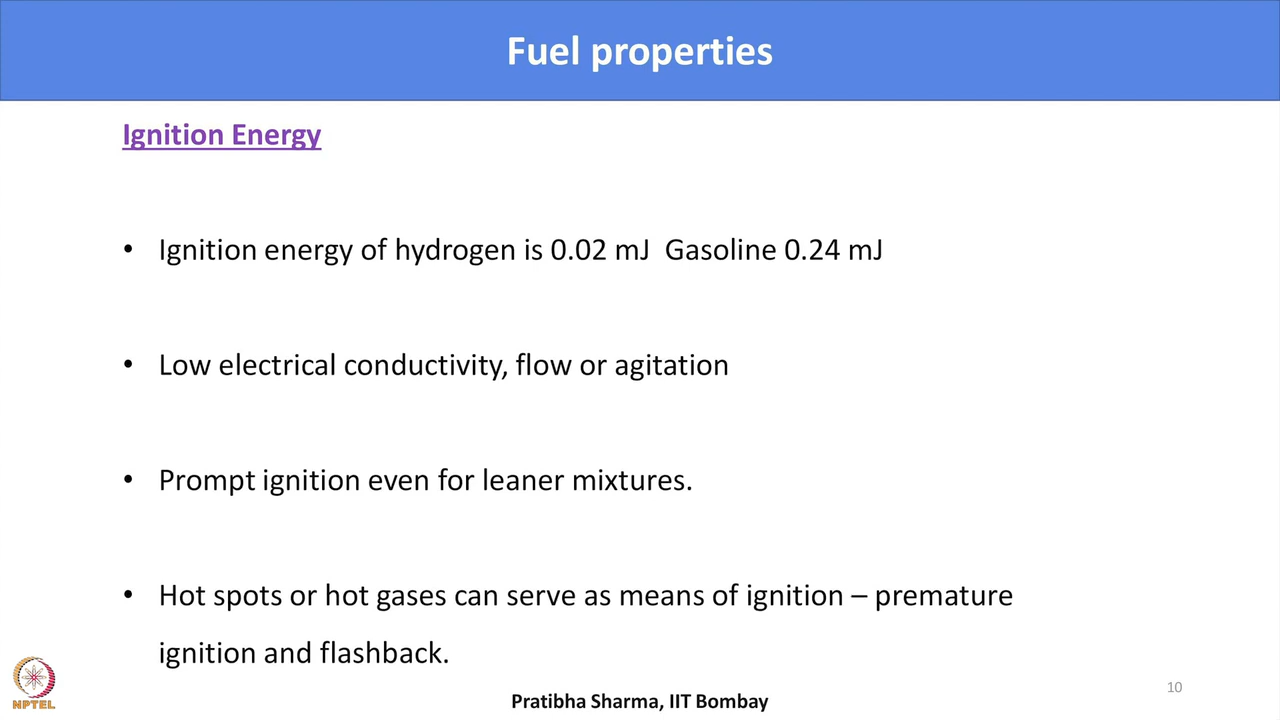 Fuel properties
Ignition Energy
• Ignition energy of hydrogen is 0.02 mJ  Gasoline 0.24 mJ
• Low electrical conductivity, flow or agitation
• Prompt ignition even for leaner mixtures.
• Hot spots or hot gases can serve as means of ignition – premature
ignition and flashback.
NPTEL
Pratibha Sharma, IIT Bombay
10